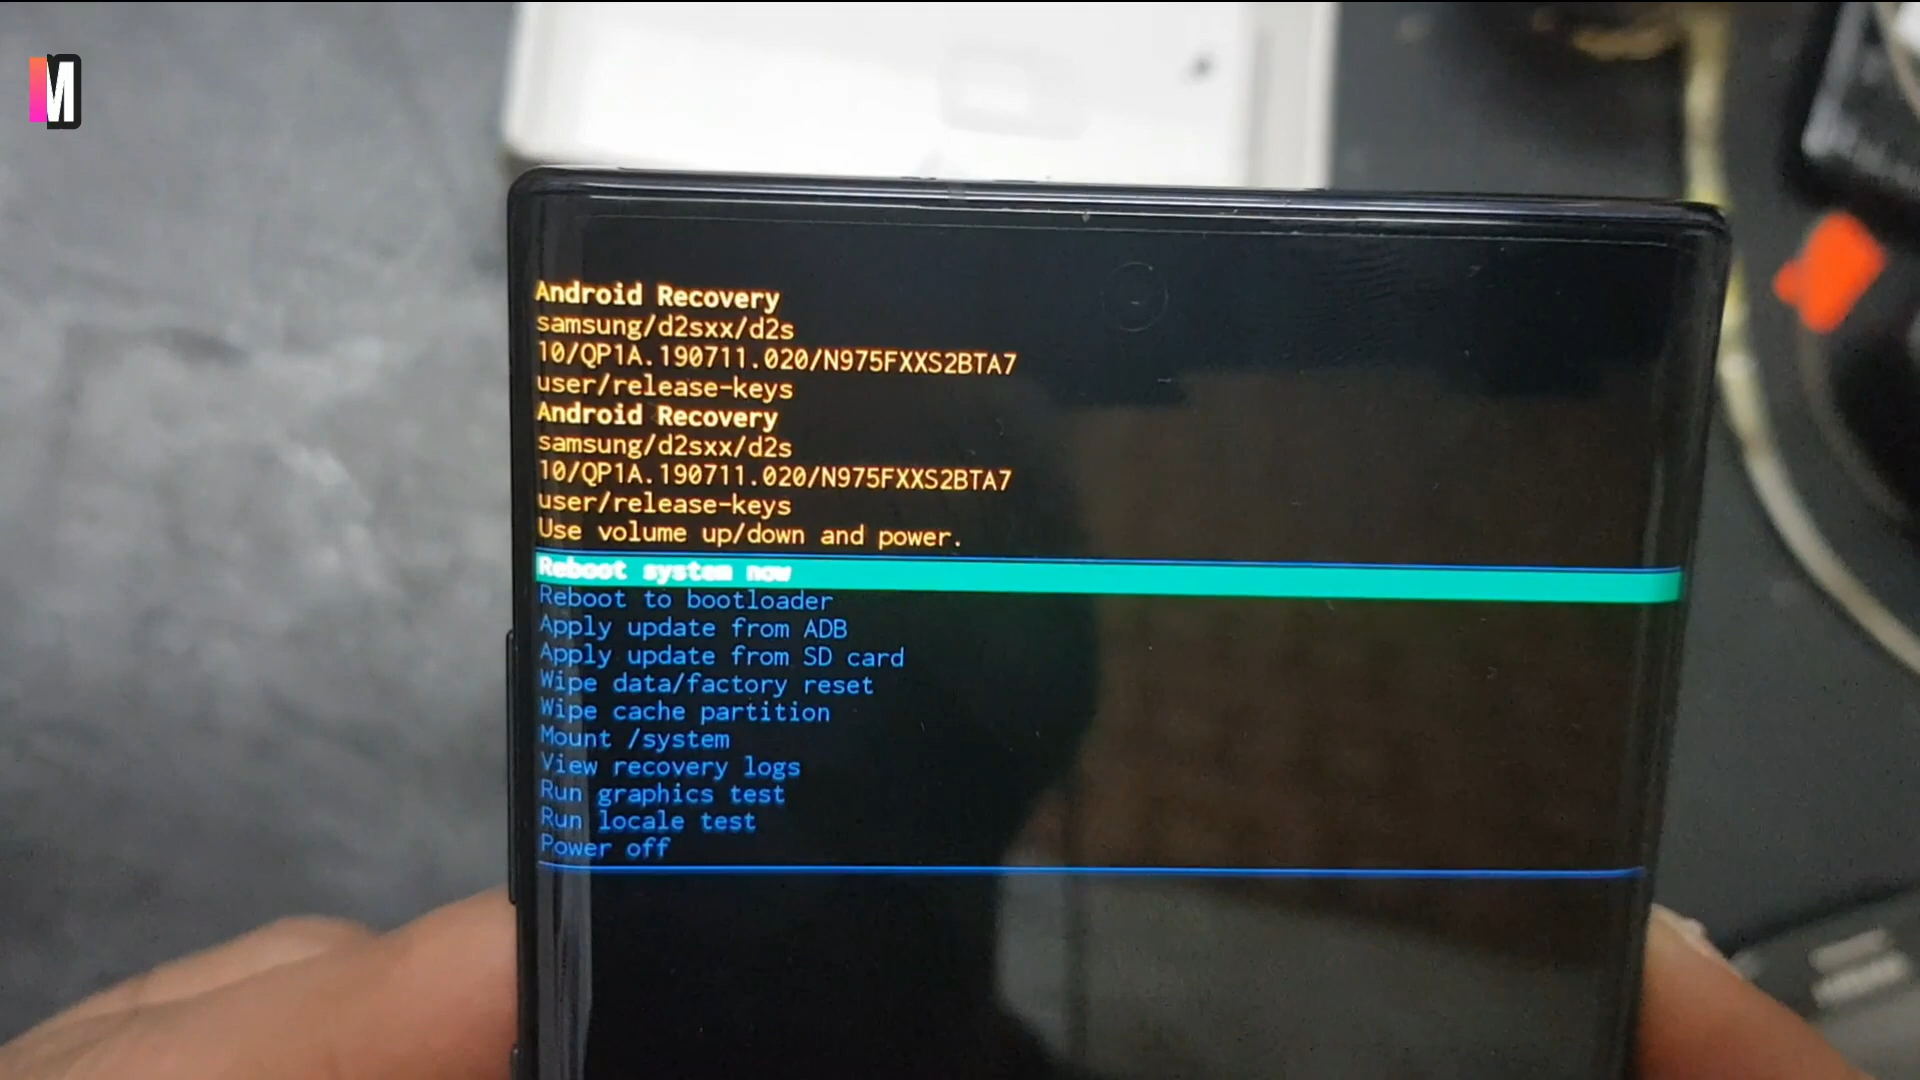 M
Android Recovery
samsung/d2sxx/d2s
10/QP1A.190711.020/N975FXXS2BTA7
user/release-keys
Android Recovery
samsung/d2sxx/d2s
10/QP1A.190711.020/N975FXXS2BTA7
user/release-keys
Use volume up/down and power.
Reboot system now
Reboot to bootloader
Apply update from ADB
Apply update from SD card
Wipe data/factory reset
Wipe cache partition
Mount /system
View recovery logs
Run graphics test
Run locale test
Power off